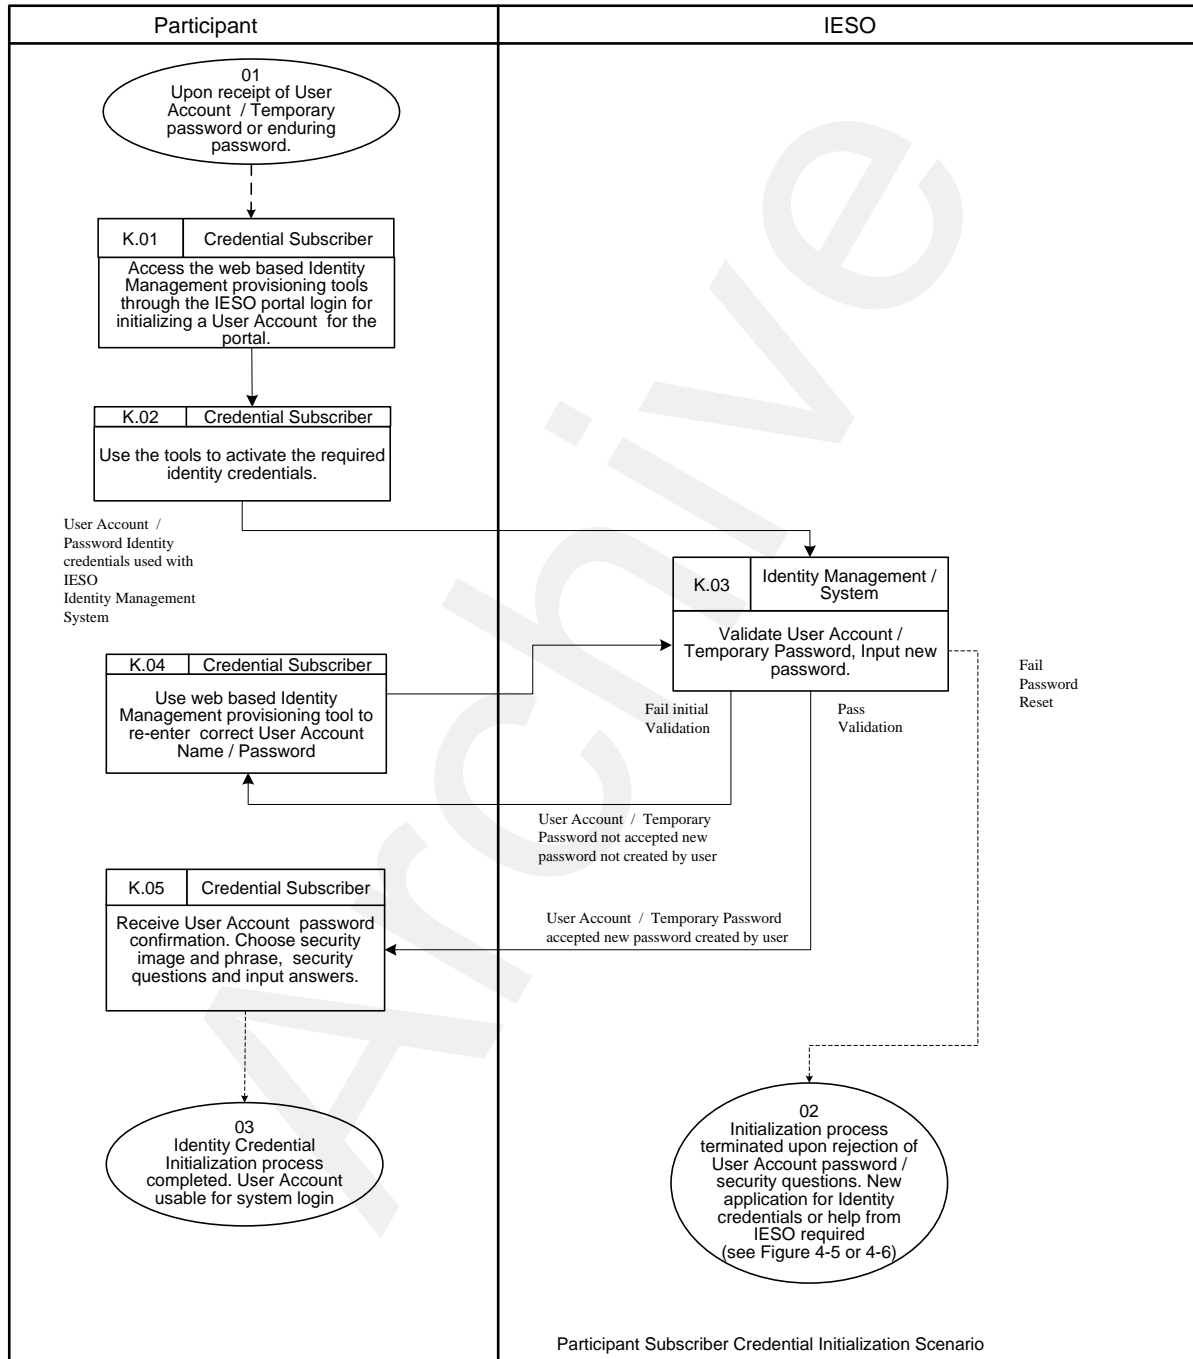 Participant
IESO
01
Upon receipt of User
Account / Temporary
password or enduring
password.
K.01
Credential Subscriber
Access the web based Identity
Management provisioning tools
through the IESO portal login for
initializing a User Account for the
portal.
K.02
Credential Subscriber
Use the tools to activate the required
identity credentials.
User Account /
Password Identity
credentials used with
IESO
Identity Management
System
K.03
Identity Management /
System
Validate User Account /
Temporary Password, Input new
password.
K.04
Credential Subscriber
Use web based Identity
Management provisioning tool to
re-enter correct User Account
Name / Password
Fail initial
Validation
Pass
Validation
Fail
Password
Reset
User Account / Temporary
Password not accepted new
password not created by user
K.05
Credential Subscriber
Receive User Account password
confirmation. Choose security
image and phrase, security
questions and input answers.
User Account / Temporary Password
accepted new password created by user
03
Identity Credential
Initialization process
completed. User Account
usable for system login
02
Initialization process
terminated upon rejection of
User Account password /
security questions. New
application for Identity
credentials or help from
IESO required
(see Figure 4-5 or 4-6)
Participant Subscriber Credential Initialization Scenario
Archive